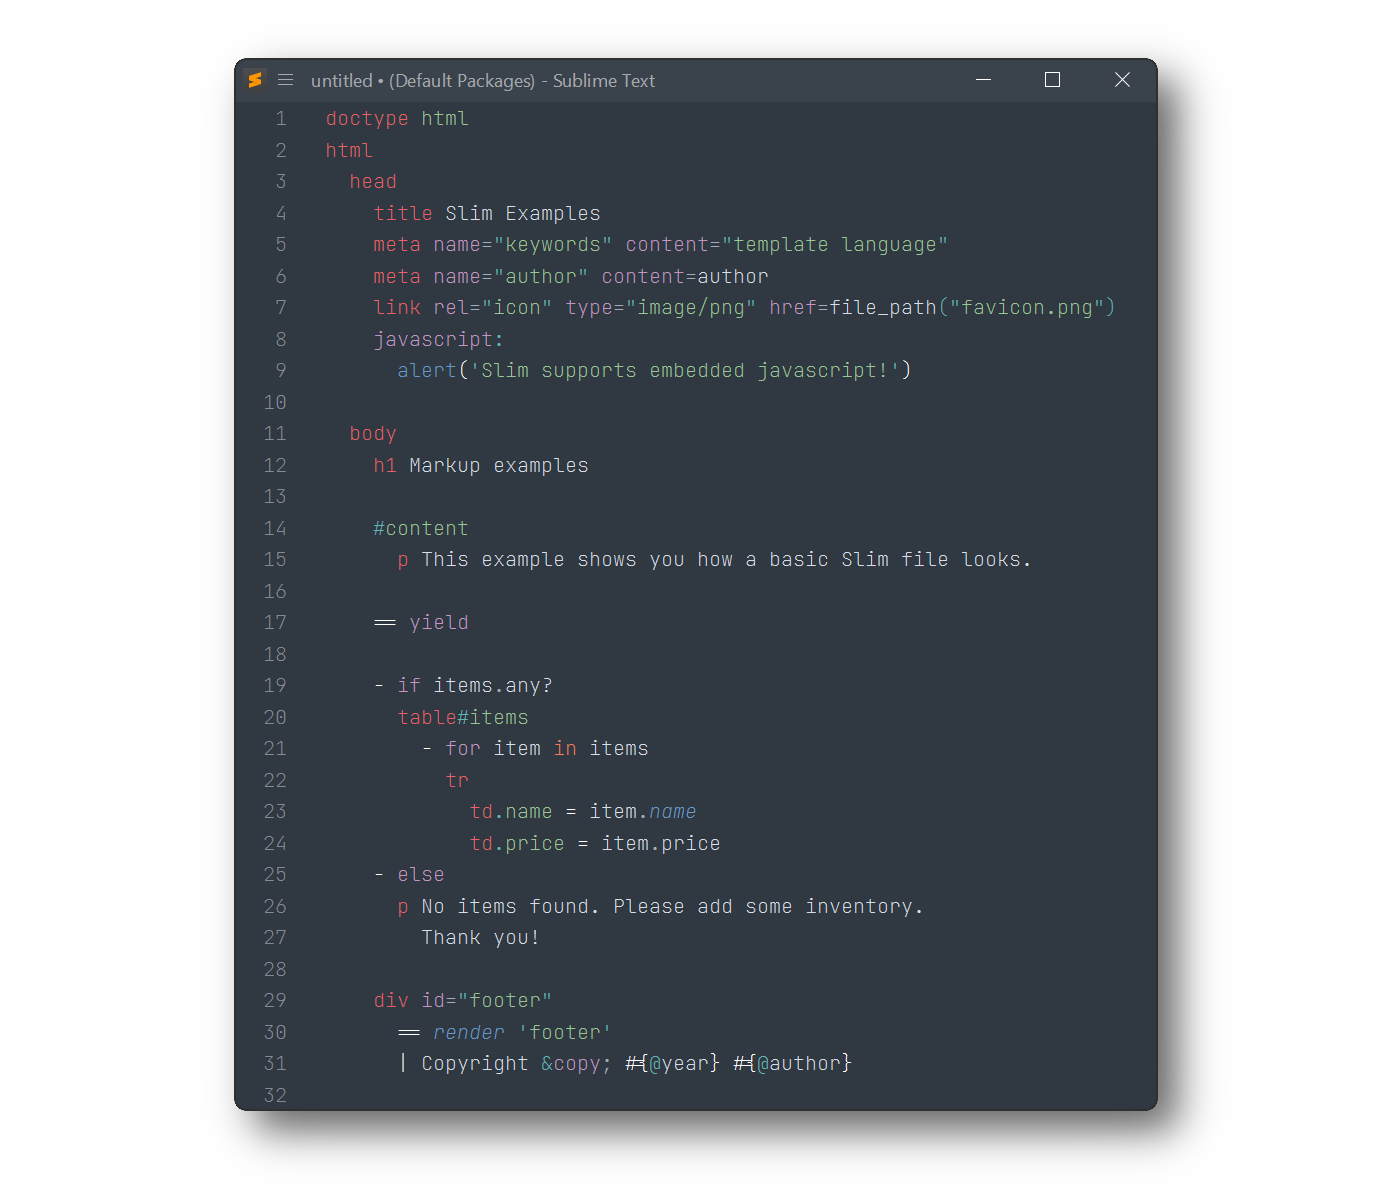 untitled • (Default Packages) - Sublime Text
1 doctype html
2 html
3   head
4     title Slim Examples
5     meta name="keywords" content="template language"
6     meta name="author" content=author
7     link rel="icon" type="image/png" href=file_path("favicon.png")
8     javascript:
9       alert('Slim supports embedded javascript!')
10
11   body
12     h1 Markup examples
13
14     #content
15       p This example shows you how a basic Slim file looks.
16
17     == yield
18
19     - if items.any?
20       table#items
21         - for item in items
22           tr
23             td.name = item.name
24             td.price = item.price
25     - else
26       p No items found. Please add some inventory.
27         Thank you!
28
29     div id="footer"
30       == render 'footer'
31       | Copyright &copy; #{@year} #{@author}
32